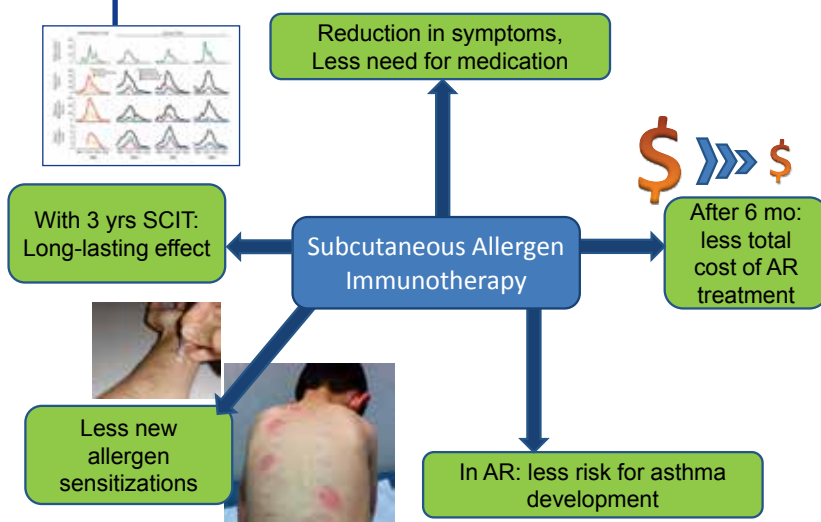 Reduction in symptoms,
Less need for medication
$
$
With 3 yrs SCIT:
Long-lasting effect
Subcutaneous Allergen
Immunotherapy
After 6 mo:
less total
cost of AR
treatment
Less new
allergen
sensitizations
In AR: less risk for asthma
development